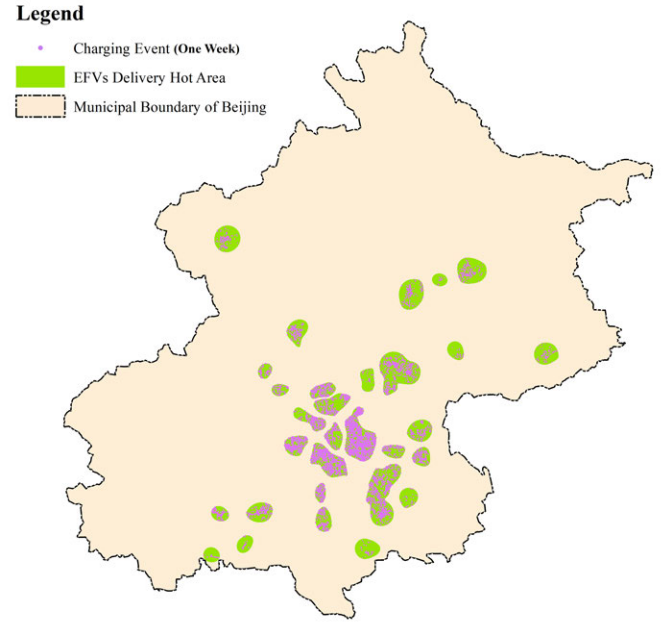 Legend
Charging Event (One Week)
EFVs Delivery Hot Area
Municipal Boundary of Beijing